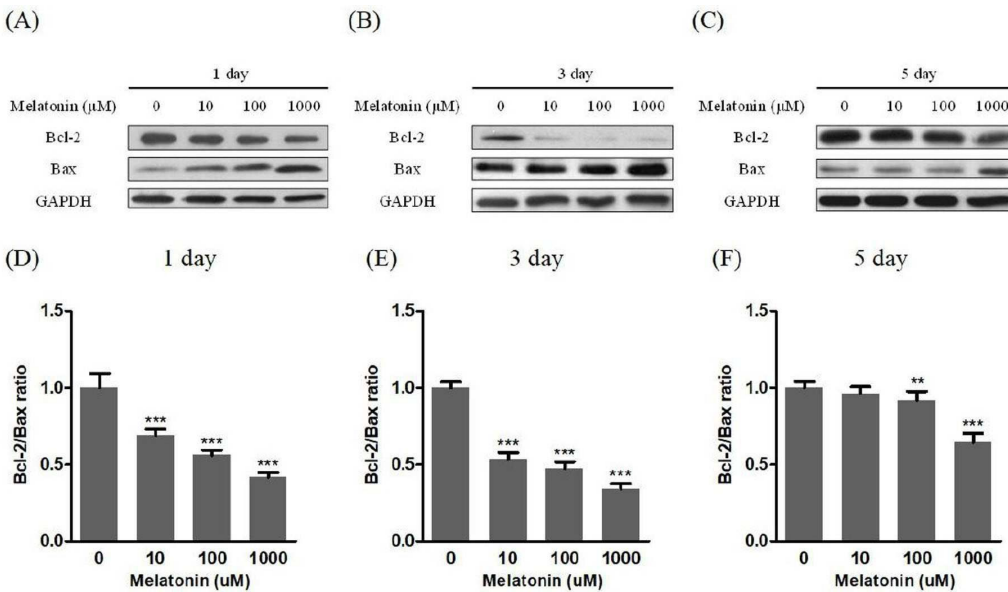 (A) (B) (C)
1 day 3 day 5 day
Melatonin (μM) 0 10 100 1000 Melatonin (μM) 0 10 100 1000 Melatonin (μM) 0 10 100 1000
Bcl-2 Bcl-2 Bcl-2
Bax Bax Bax
GAPDH GAPDH GAPDH
(D) 1 day (E) 3 day (F) 5 day
Bcl-2/Bax ratio
1.5
1.0
0.5
0.0
***
***
***
0 10 100 1000
Melatonin (uM)
Bcl-2/Bax ratio
1.5
1.0
0.5
0.0
***
***
***
0 10 100 1000
Melatonin (uM)
Bcl-2/Bax ratio
1.5
1.0
0.5
0.0
**
***
0 10 100 1000
Melatonin (uM)